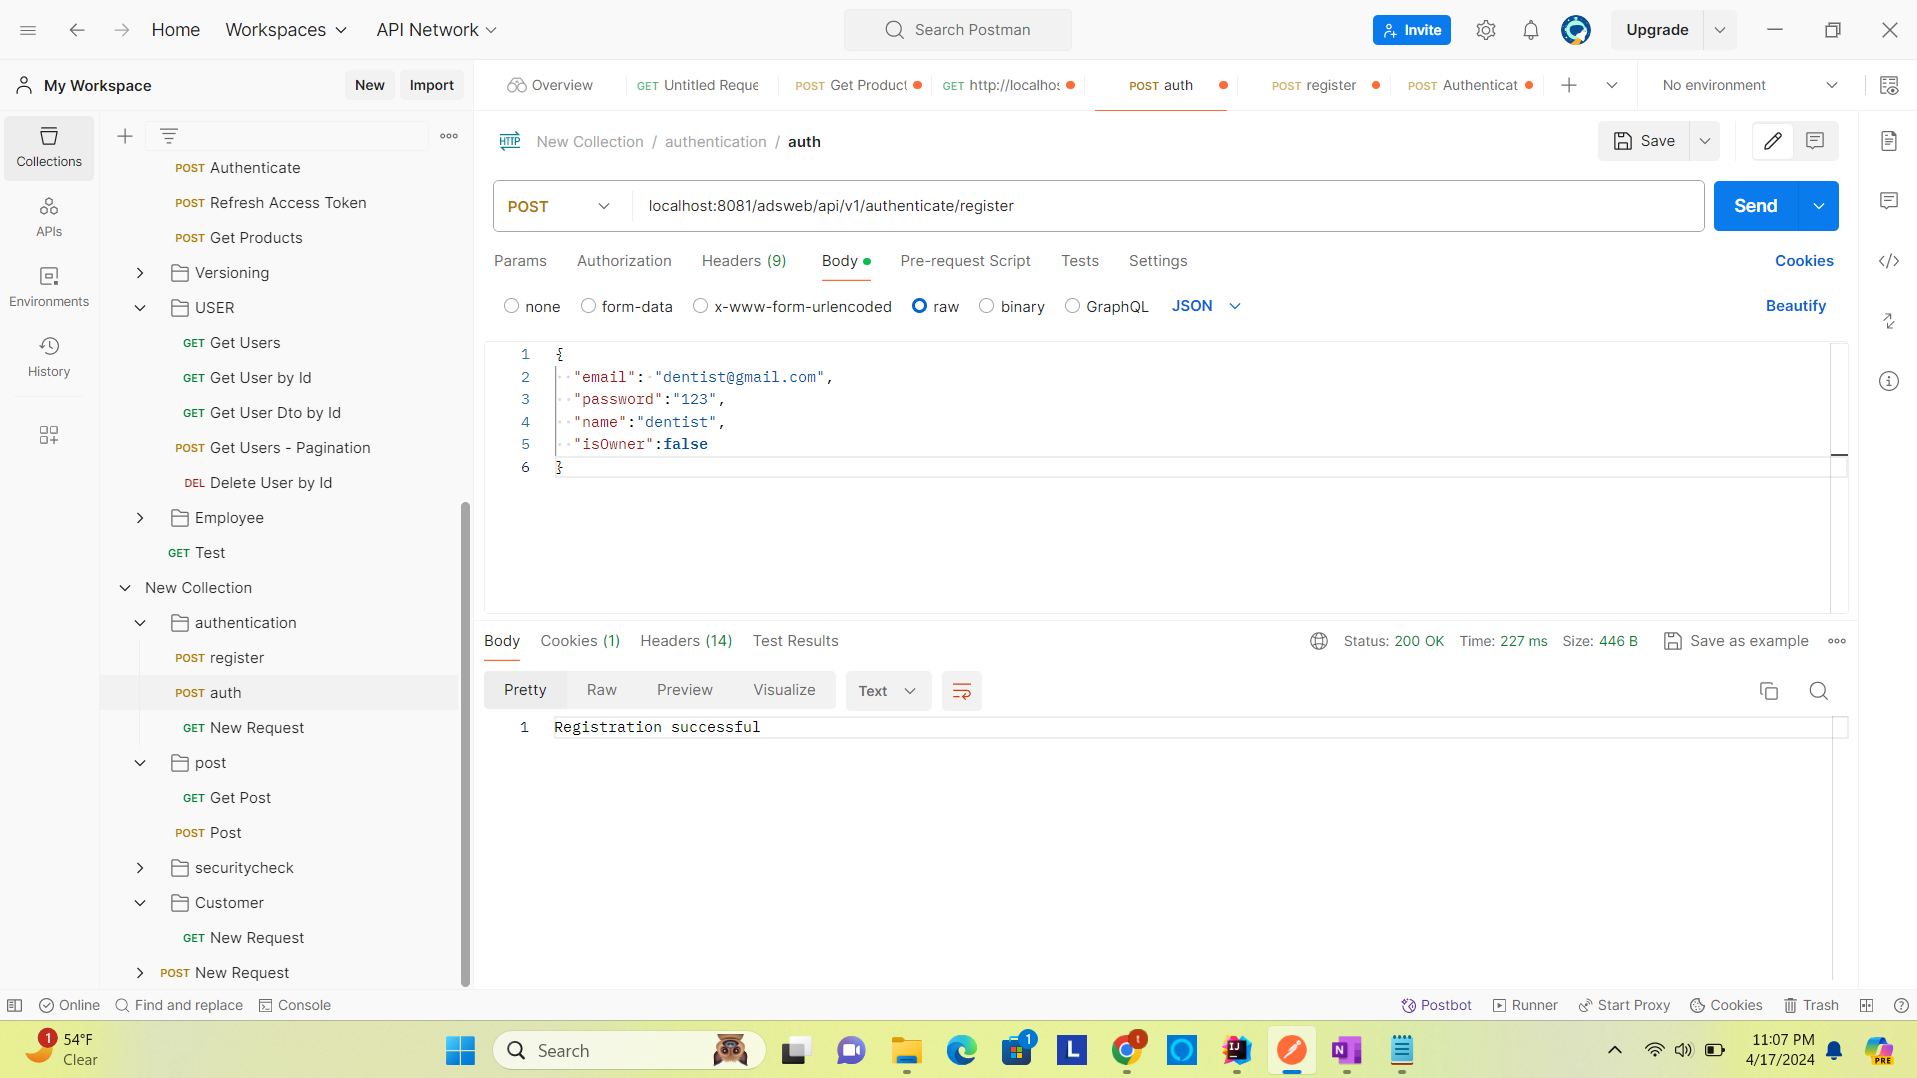 Home
Workspaces
API Network
Search Postman
Invite
Upgrade
My Workspace
New
Import
Overview
GET Untitled Reque
POST Get Product
GET http://localhos
POST auth
POST register
POST Authenticat
No environment
Collections
APIs
Environments
History
POST Authenticate
POST Refresh Access Token
POST Get Products
Versioning
USER
GET Get Users
GET Get User by Id
GET Get User Dto by Id
POST Get Users - Pagination
DEL Delete User by Id
Employee
GET Test
New Collection
authentication
POST register
POST auth
GET New Request
post
GET Get Post
POST Post
securitycheck
Customer
GET New Request
POST New Request
HTTP New Collection / authentication / auth
Save
POST
localhost:8081/adsweb/api/v1/authenticate/register
Send
Params Authorization Headers (9) Body Pre-request Script Tests Settings
Cookies
none form-data x-www-form-urlencoded raw binary GraphQL JSON
Beautify
1 {
2 "email": "dentist@gmail.com",
3 "password":"123",
4 "name":"dentist",
5 "isOwner":false
6 }
Body Cookies (1) Headers (14) Test Results
Status: 200 OK Time: 227 ms Size: 446 B
Save as example
Pretty Raw Preview Visualize Text
1 Registration successful
Online Find and replace Console
Postbot Runner Start Proxy Cookies Trash
1
54°F
Clear
Search
1
L
t
IJ
N
11:07 PM
4/17/2024
PRE